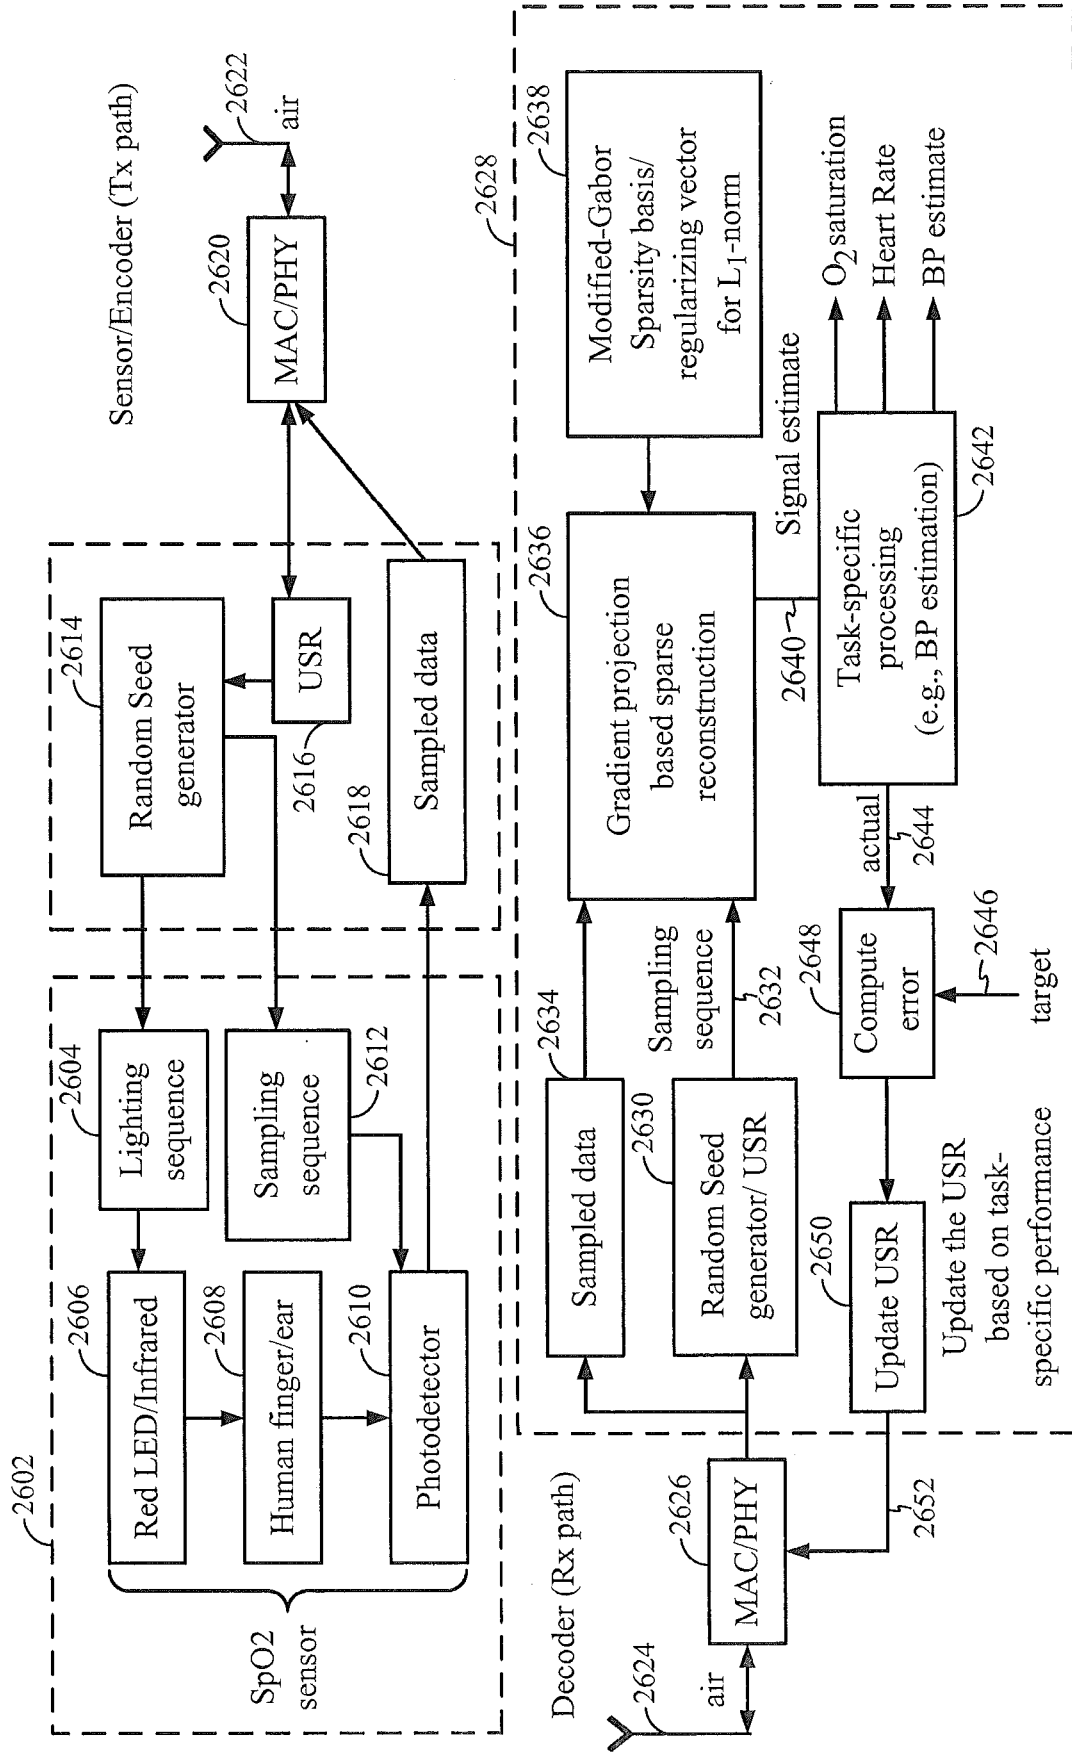 2602
SpO2
sensor
2606
Red LED/Infrared
2608
Human finger/ear
2610
Photodetector
2604
Lighting
sequence
Sampling
sequence
2612
2614
Random Seed
generator
USR
2616
2618
Sampled data
Sensor/Encoder (Tx path)
2620
MAC/PHY
2622
air
Decoder (Rx path)
2624
air
2626
MAC/PHY
2652
2628
2634
Sampled data
2630
Random Seed
generator/ USR
Sampling
sequence
2632
2636
Gradient projection
based sparse
reconstruction
2638
Modified-Gabor
Sparsity basis/
regularizing vector
for L1-norm
2640
Signal estimate
Task-specific
processing
(e.g., BP estimation)
2642
O2 saturation
Heart Rate
BP estimate
actual
2644
2648
Compute
error
2646
target
2650
Update USR
Update the USR
based on task-
specific performance